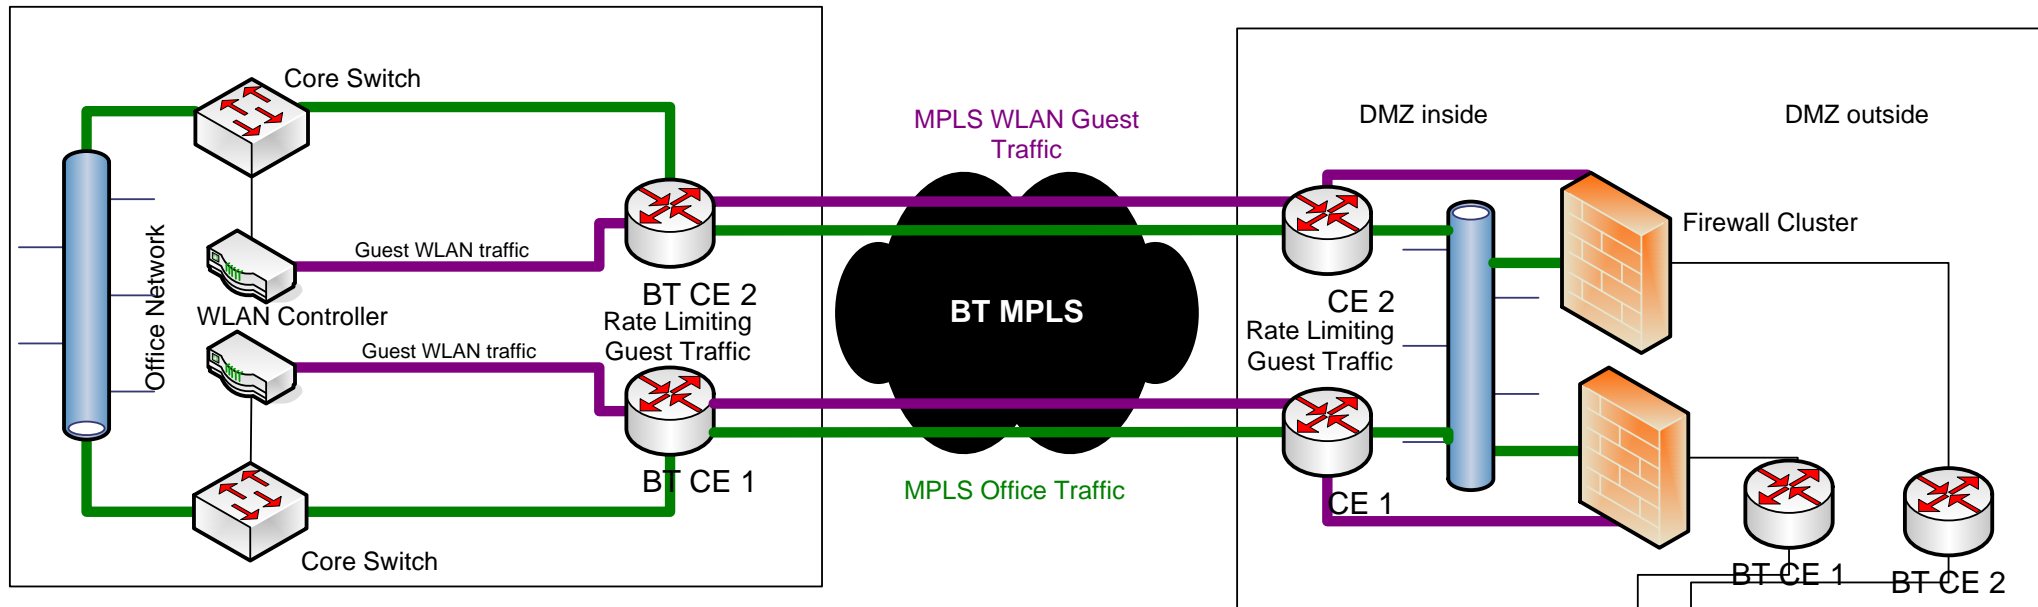 Core Switch
Office Network
Guest WLAN traffic
WLAN Controller
Guest WLAN traffic
Core Switch
BT CE 2
Rate Limiting
Guest Traffic
BT CE 1
MPLS WLAN Guest
Traffic
BT MPLS
MPLS Office Traffic
DMZ inside
DMZ outside
Firewall Cluster
CE 2
Rate Limiting
Guest Traffic
CE 1
BT CE 1
BT CE 2